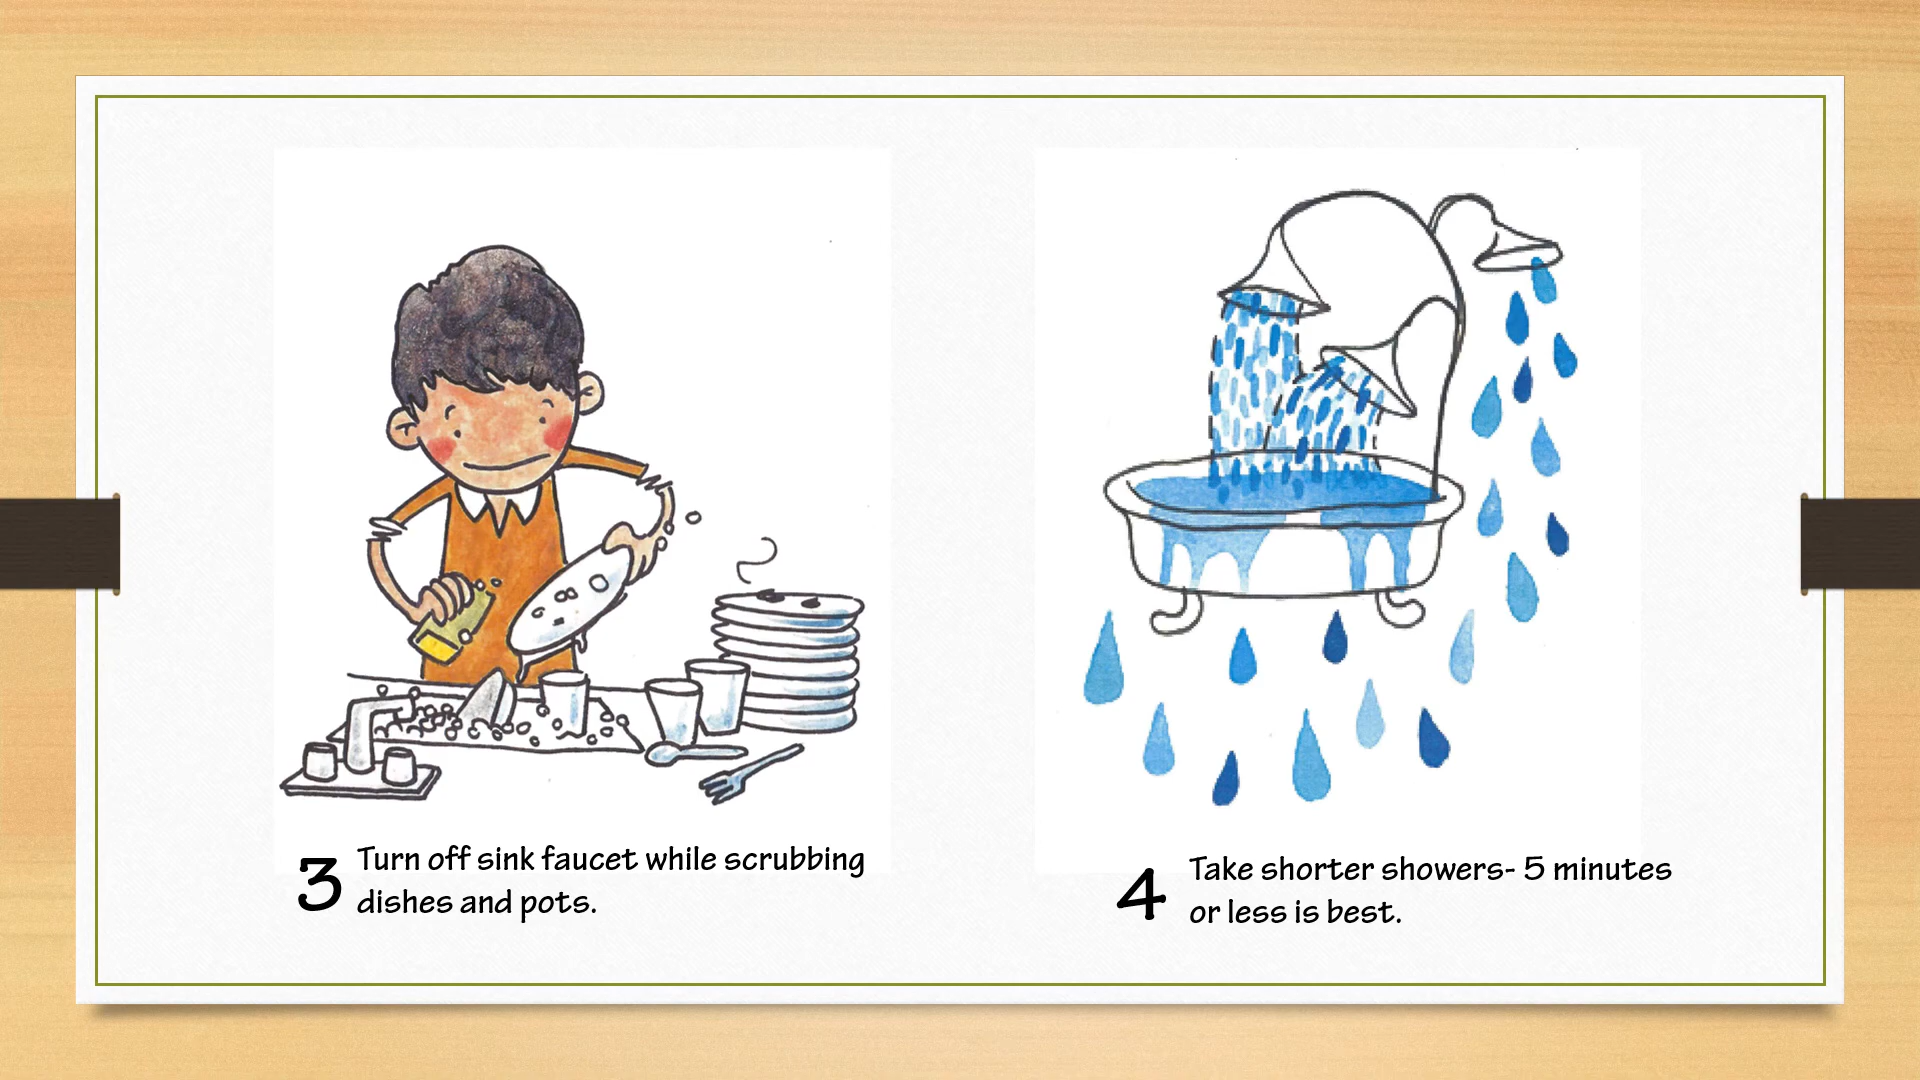 3
Turn off sink faucet while scrubbing
dishes and pots.
4
Take shorter showers- 5 minutes
or less is best.